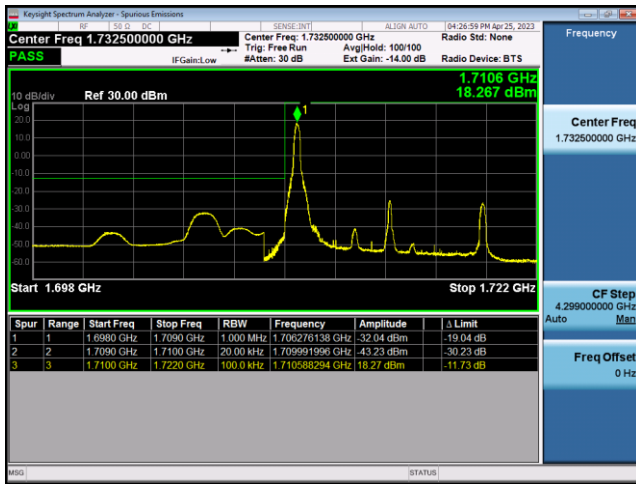 Keysight Spectrum Analyzer - Spurious Emissions
RF 50 Ω DC SENSE:INT ALIGN AUTO 04:26:59 PM Apr 25, 2023
Center Freq 1.732500000 GHz Center Freq: 1.732500000 GHz Radio Std: None
Trig: Free Run Avg|Hold: 100/100
PASS IFGain:Low #Atten: 30 dB Ext Gain: -14.00 dB Radio Device: BTS
1.7106 GHz
10 dB/div Ref 30.00 dBm 18.267 dBm
Log
1
20.0
10.0
0.00
-10.0
-20.0
-30.0
-40.0
-50.0
-60.0
Start 1.698 GHz Stop 1.722 GHz
Spur Range Start Freq Stop Freq RBW Frequency Amplitude Δ Limit
1 1 1.6980 GHz 1.7090 GHz 1.000 MHz 1.706276138 GHz -32.04 dBm -19.04 dB
2 2 1.7090 GHz 1.7100 GHz 20.00 kHz 1.709991996 GHz -43.23 dBm -30.23 dB
3 3 1.7100 GHz 1.7220 GHz 100.0 kHz 1.710588294 GHz 18.27 dBm -11.73 dB
Frequency
Center Freq
1.732500000 GHz
CF Step
4.299000000 GHz
Auto Man
Freq Offset
0 Hz
MSG STATUS